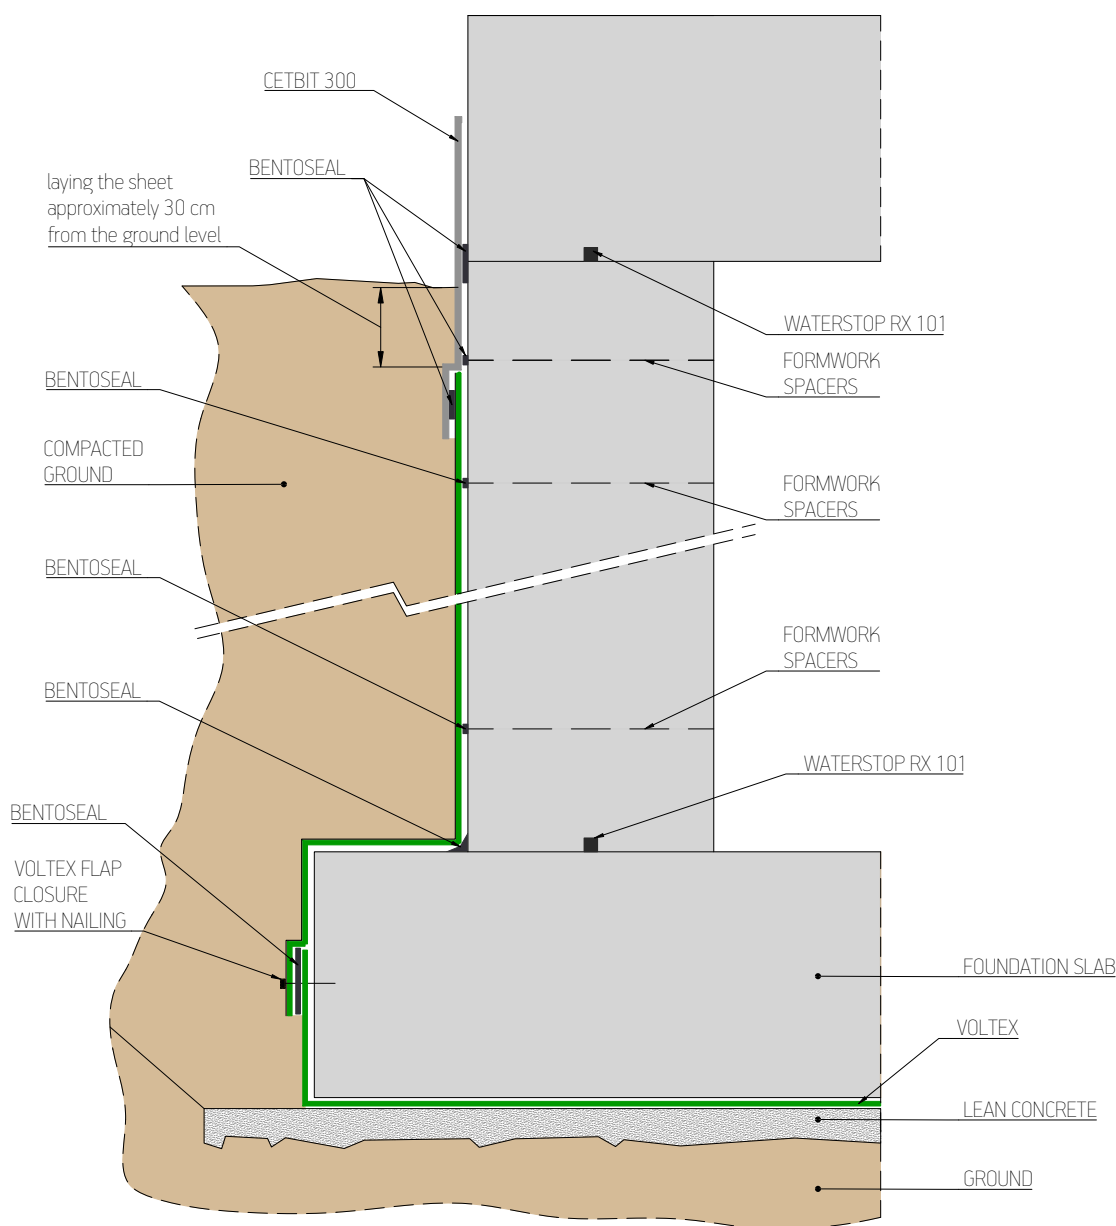 CETBIT 300
BENTOSEAL
laying the sheet
approximately 30 cm
from the ground level
WATERSTOP RX 101
FORMWORK
SPACERS
BENTOSEAL
COMPACTED
GROUND
FORMWORK
SPACERS
BENTOSEAL
FORMWORK
SPACERS
BENTOSEAL
WATERSTOP RX 101
BENTOSEAL
VOLTEX FLAP
CLOSURE
WITH NAILING
FOUNDATION SLAB
VOLTEX
LEAN CONCRETE
GROUND